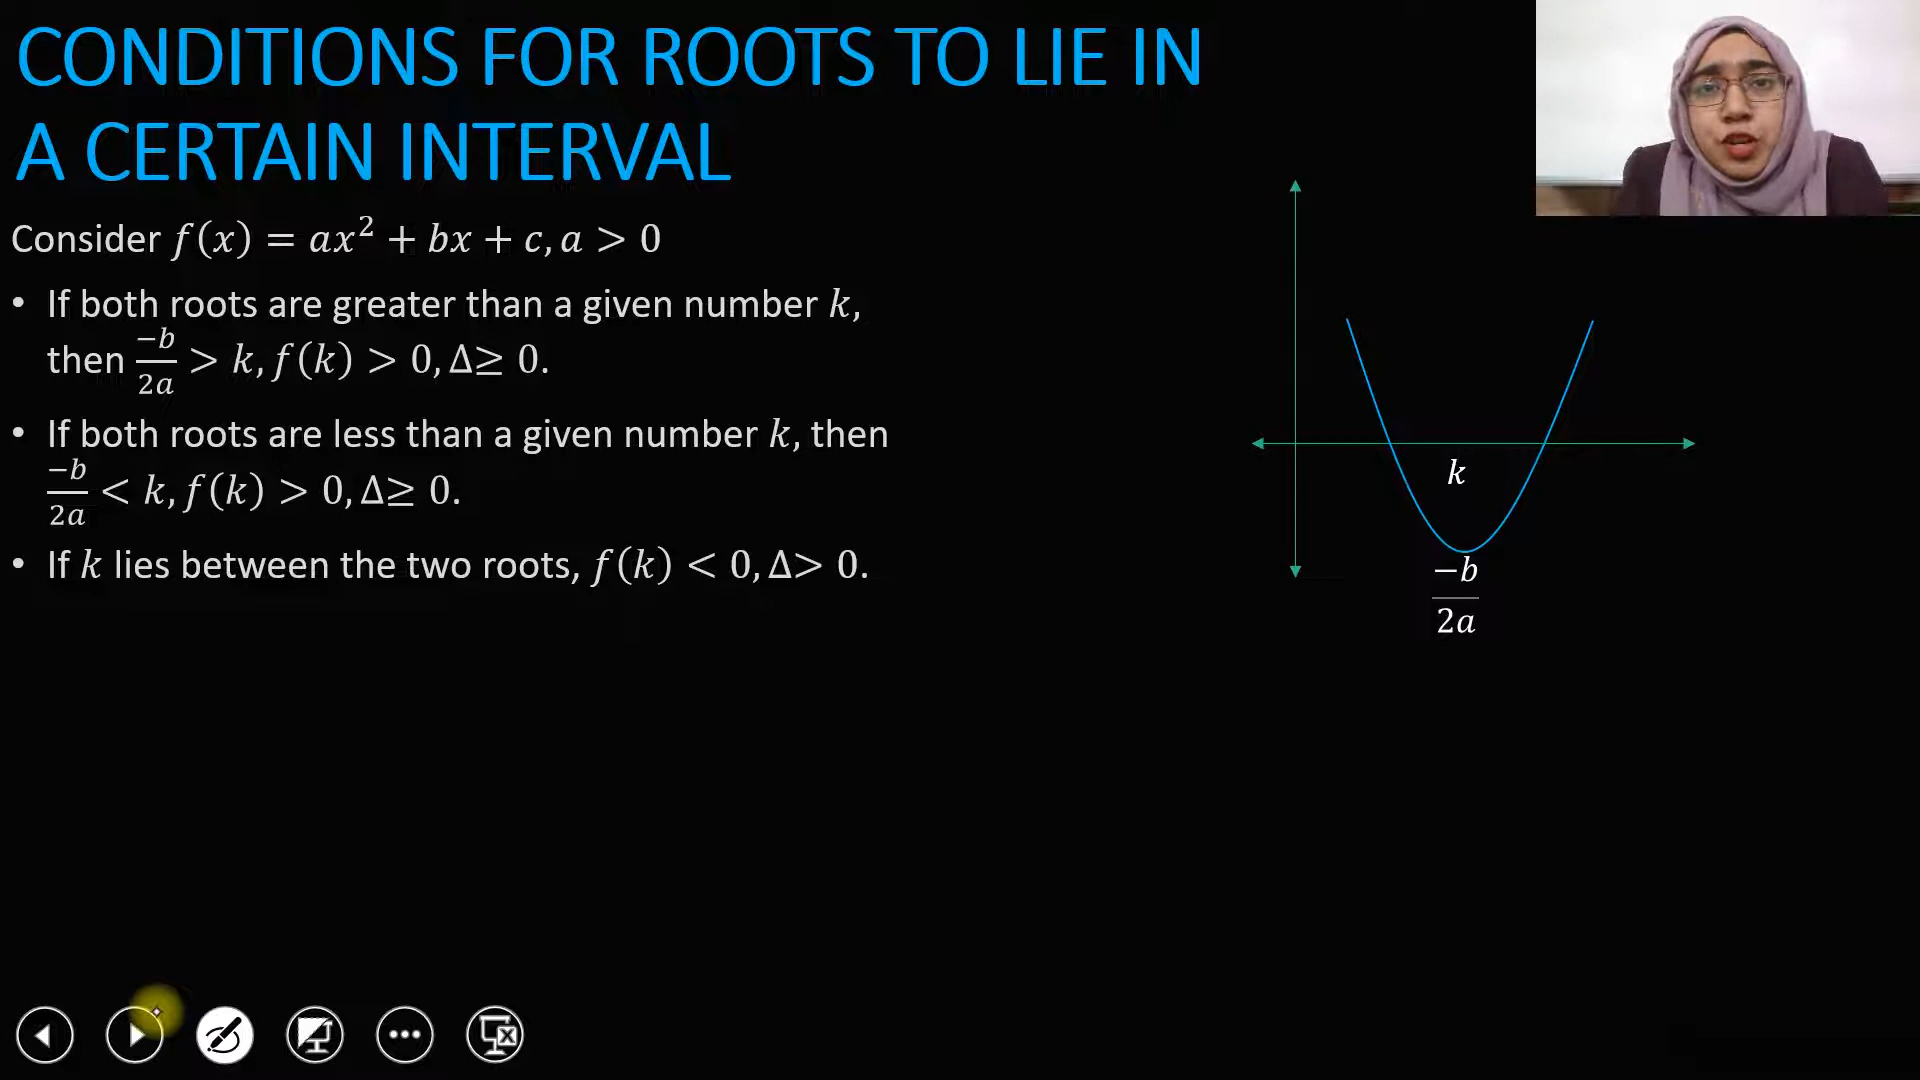 CONDITIONS FOR ROOTS TO LIE IN
A CERTAIN INTERVAL
Consider f(x) = ax² + bx + c, a > 0
• If both roots are greater than a given number k,
then −b/2a > k, f(k) > 0, Δ≥ 0.
• If both roots are less than a given number k, then
−b/2a < k, f(k) > 0, Δ≥ 0.
• If k lies between the two roots, f(k) < 0, Δ> 0.
k
−b/2a